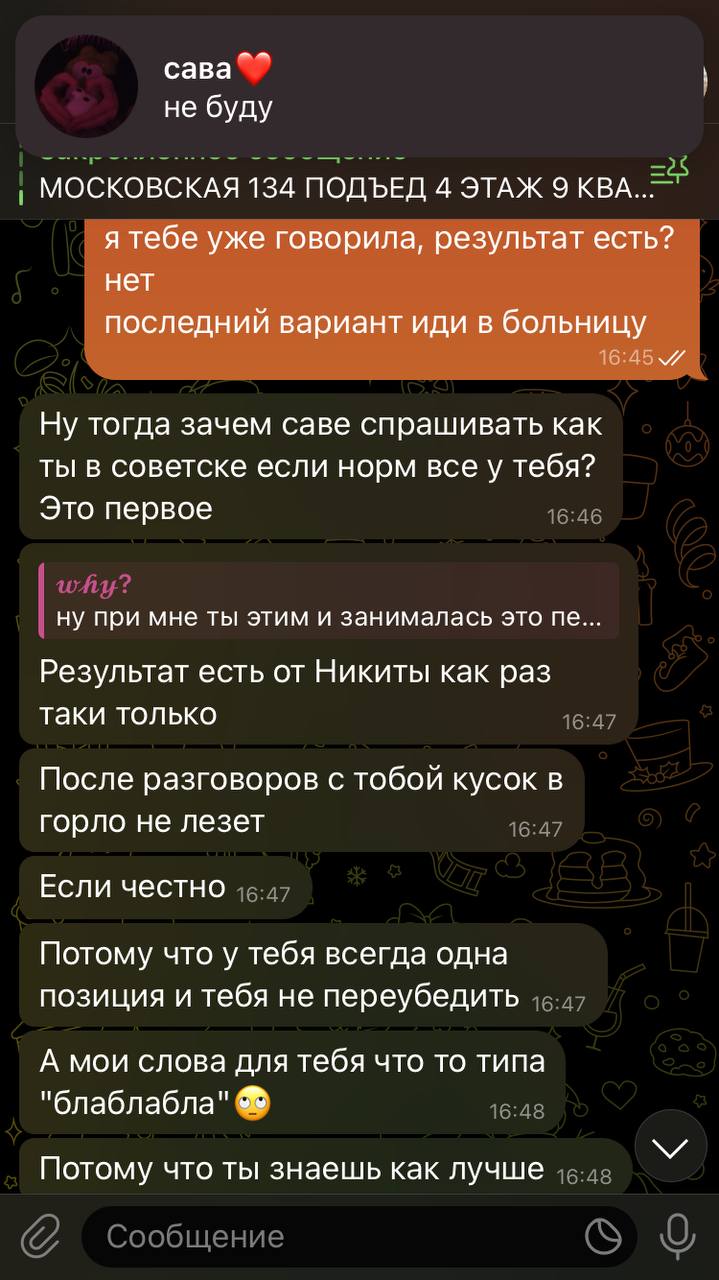 сава❤️
не буду
закрепленное сообщение
МОСКОВСКАЯ 134 ПОДЪЕД 4 ЭТАЖ 9 КВА...
я тебе уже говорила, результат есть?
нет
последний вариант иди в больницу
16:45
Ну тогда зачем саве спрашивать как
ты в советске если норм все у тебя?
Это первое
16:46
why?
ну при мне ты этим и занималась это пе...
Результат есть от Никиты как раз
таки только
16:47
После разговоров с тобой кусок в
горло не лезет
16:47
Если честно 16:47
Потому что у тебя всегда одна
позиция и тебя не переубедить 16:47
А мои слова для тебя что то типа
"блаблабла"🙄
16:48
Потому что ты знаешь как лучше 16:48
Сообщение